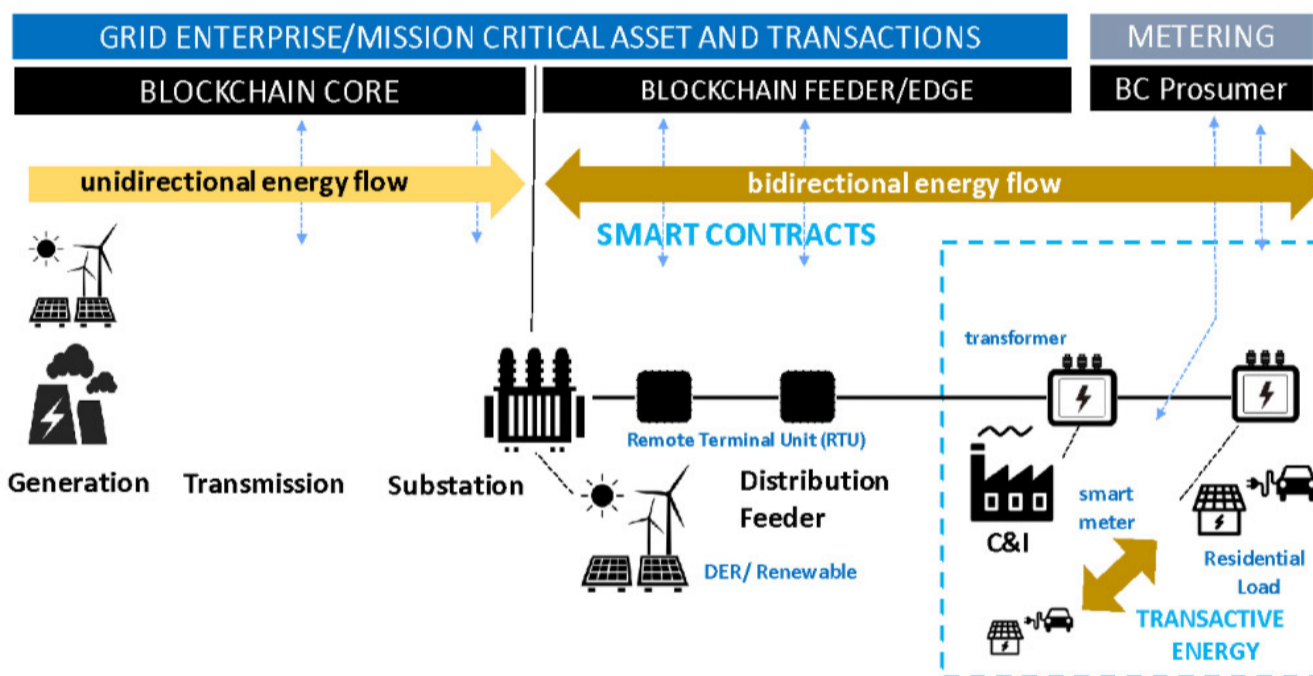 GRID ENTERPRISE/MISSION CRITICAL ASSET AND TRANSACTIONS
METERING
BLOCKCHAIN CORE
BLOCKCHAIN FEEDER/EDGE
BC Prosumer
unidirectional energy flow
bidirectional energy flow
SMART CONTRACTS
transformer
Remote Terminal Unit (RTU)
Generation
Transmission
Substation
Distribution
Feeder
DER/ Renewable
C&I
smart
meter
Residential
Load
TRANSACTIVE
ENERGY